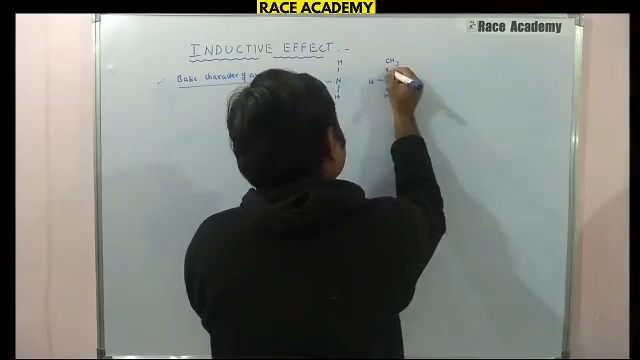 RACE ACADEMY
Race Academy
INDUCTIVE EFFECT :-
Basic character of
H
N
H
CH3
H
H